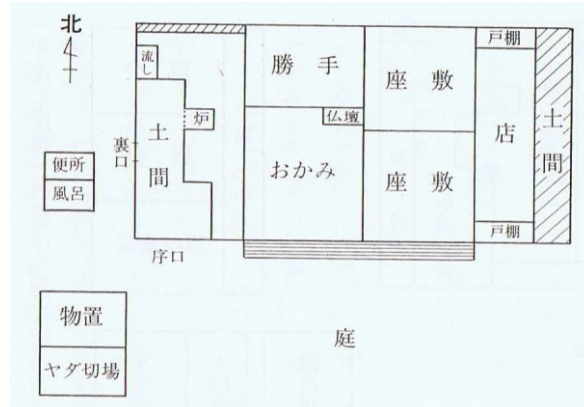 北
流し
土間
炉
裏口
便所
風呂
序口
勝手
仏壇
おかみ
座敷
座敷
戸棚
店
戸棚
土間
物置
ヤダ切場
庭